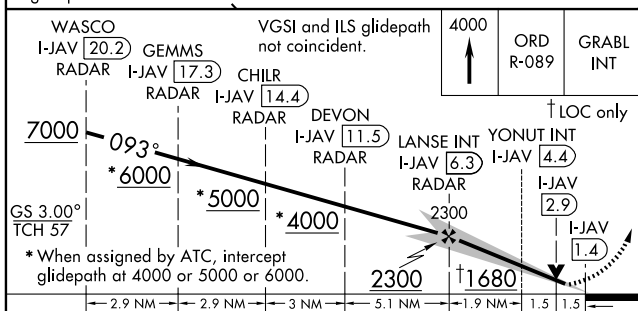 WASCO
I-JAV 20.2
RADAR
GEMMS
I-JAV 17.3
RADAR
CHILR
I-JAV 14.4
RADAR
DEVON
I-JAV 11.5
RADAR
VGSI and ILS glidepath
not coincident.
4000
ORD
R-089
GRABL
INT
† LOC only
LANSE INT
I-JAV 6.3
RADAR
YONUT INT
I-JAV 4.4
I-JAV
2.9
I-JAV
1.4
7000
093°
*6000
*5000
*4000
2300
2300
†1680
GS 3.00°
TCH 57
* When assigned by ATC, intercept
glidepath at 4000 or 5000 or 6000.
2.9 NM
2.9 NM
3 NM
5.1 NM
1.9 NM
1.5
1.5